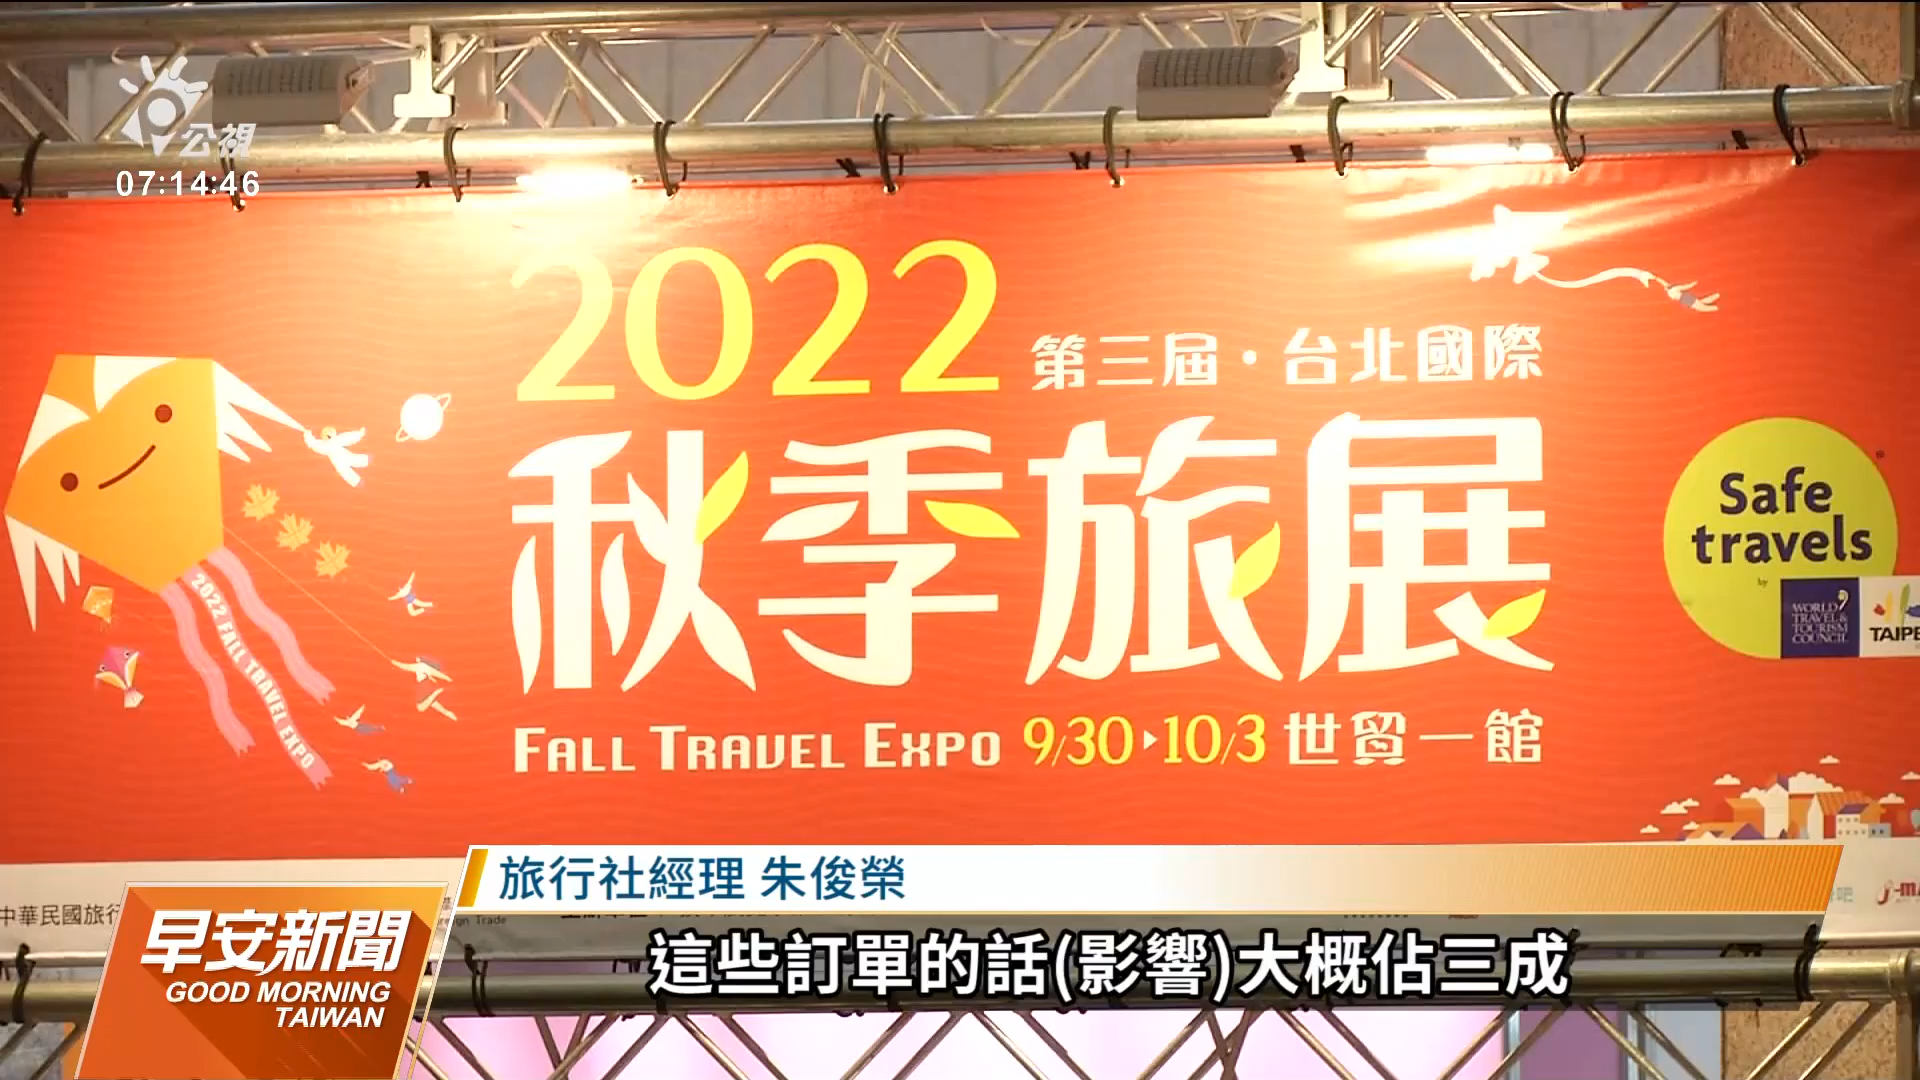 公視
07:14:46
2022
第三屆·台北國際
秋季旅展
FALL TRAVEL EXPO 9/30▸10/3 世貿一館
2022 FALL TRAVEL EXPO
Safe
travels
by
WORLD
TRAVEL &
TOURISM
COUNCIL
旅行社經理 朱俊榮
中華民國旅行
早安新聞
GOOD MORNING
TAIWAN
這些訂單的話(影響)大概佔三成